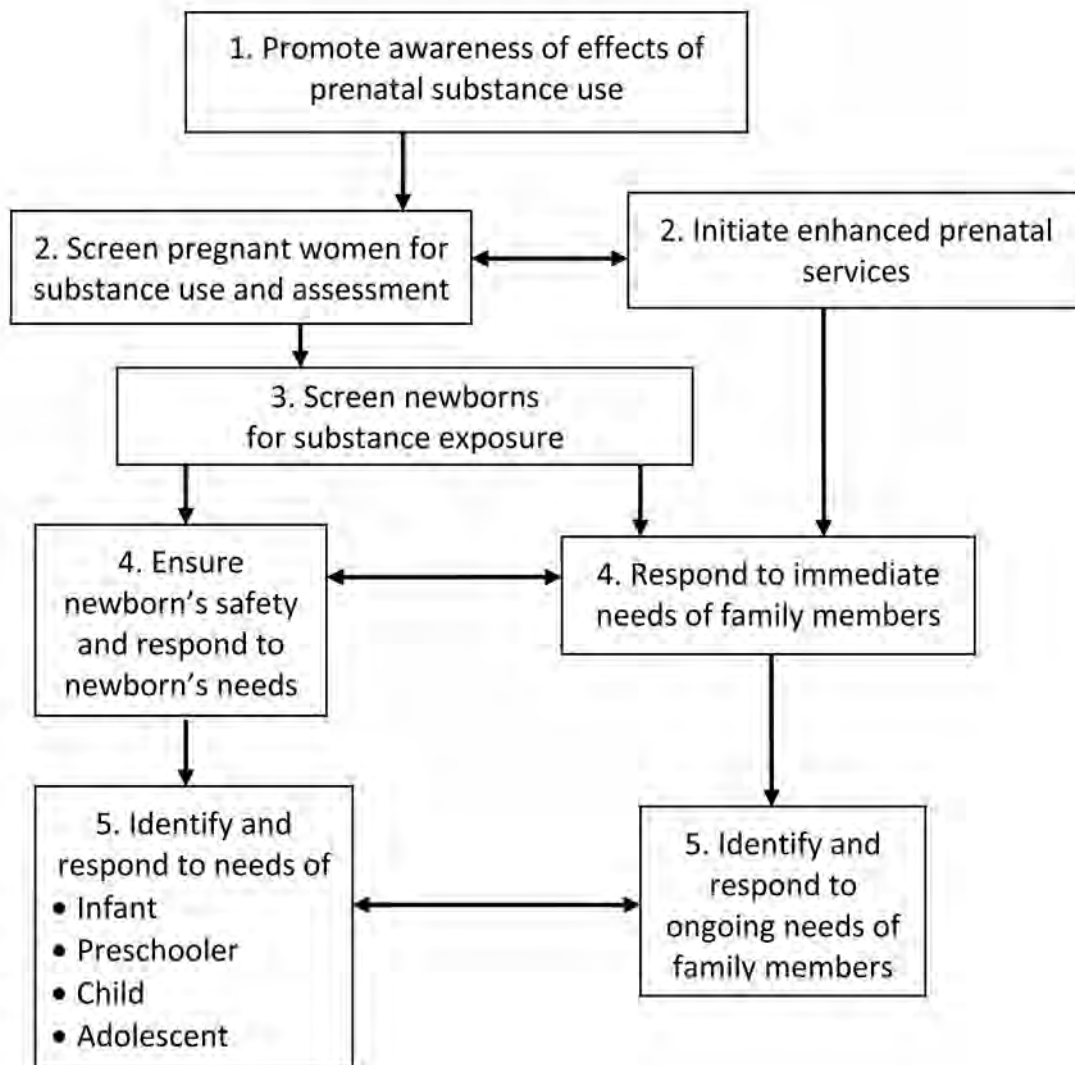 1. Promote awareness of effects of
prenatal substance use
2. Screen pregnant women for
substance use and assessment
2. Initiate enhanced prenatal
services
3. Screen newborns
for substance exposure
4. Ensure
newborn’s safety
and respond to
newborn’s needs
4. Respond to immediate
needs of family members
5. Identify and
respond to needs of
• Infant
• Preschooler
• Child
• Adolescent
5. Identify and
respond to
ongoing needs of
family members